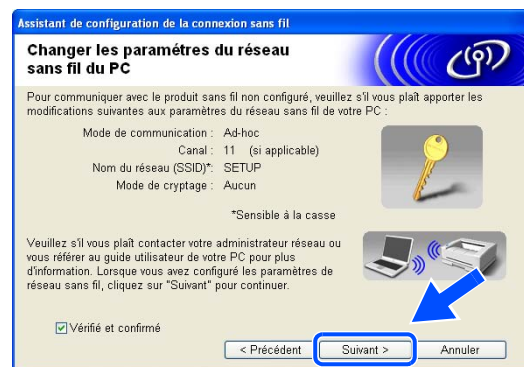 Assistant de configuration de la connexion sans fil
Changer les paramétres du réseau
sans fil du PC
Pour communiquer avec le produit sans fil non configuré, veuillez s'il vous plaît apporter les
modifications suivantes aux paramètres du réseau sans fil de votre PC :
Mode de communication : Ad-hoc
Canal : 11 (si applicable)
Nom du réseau (SSID)*: SETUP
Mode de cryptage : Aucun
*Sensible à la casse
Veuillez s'il vous plaît contacter votre administrateur réseau ou
vous référer au guide utilisateur de votre PC pour plus
d'information. Lorsque vous avez configuré les paramètres de
réseau sans fil, cliquez sur "Suivant" pour continuer.
Vérifié et confirmé
< Précédent Suivant > Annuler